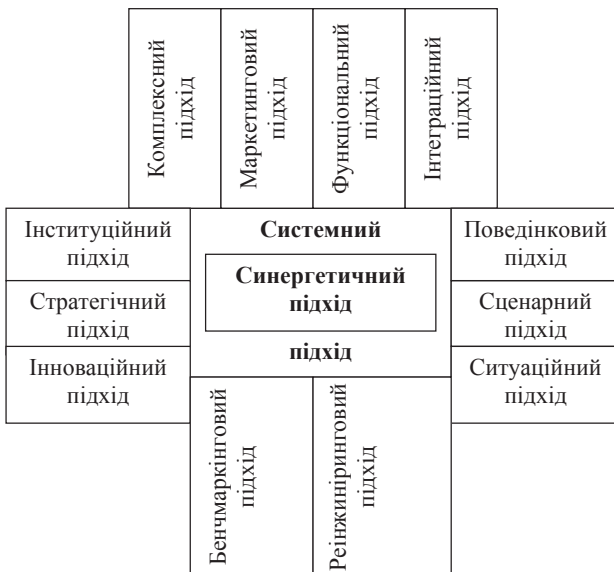 Комплексний
підхід
Маркетинговий
підхід
Функціональний
підхід
Інтеграційний
підхід
Інституційний
підхід
Стратегічний
підхід
Інноваційний
підхід
Системний
Синергетичний
підхід
підхід
Поведінковий
підхід
Сценарний
підхід
Ситуаційний
підхід
Бенчмаркінговий
підхід
Реінжиніринговий
підхід